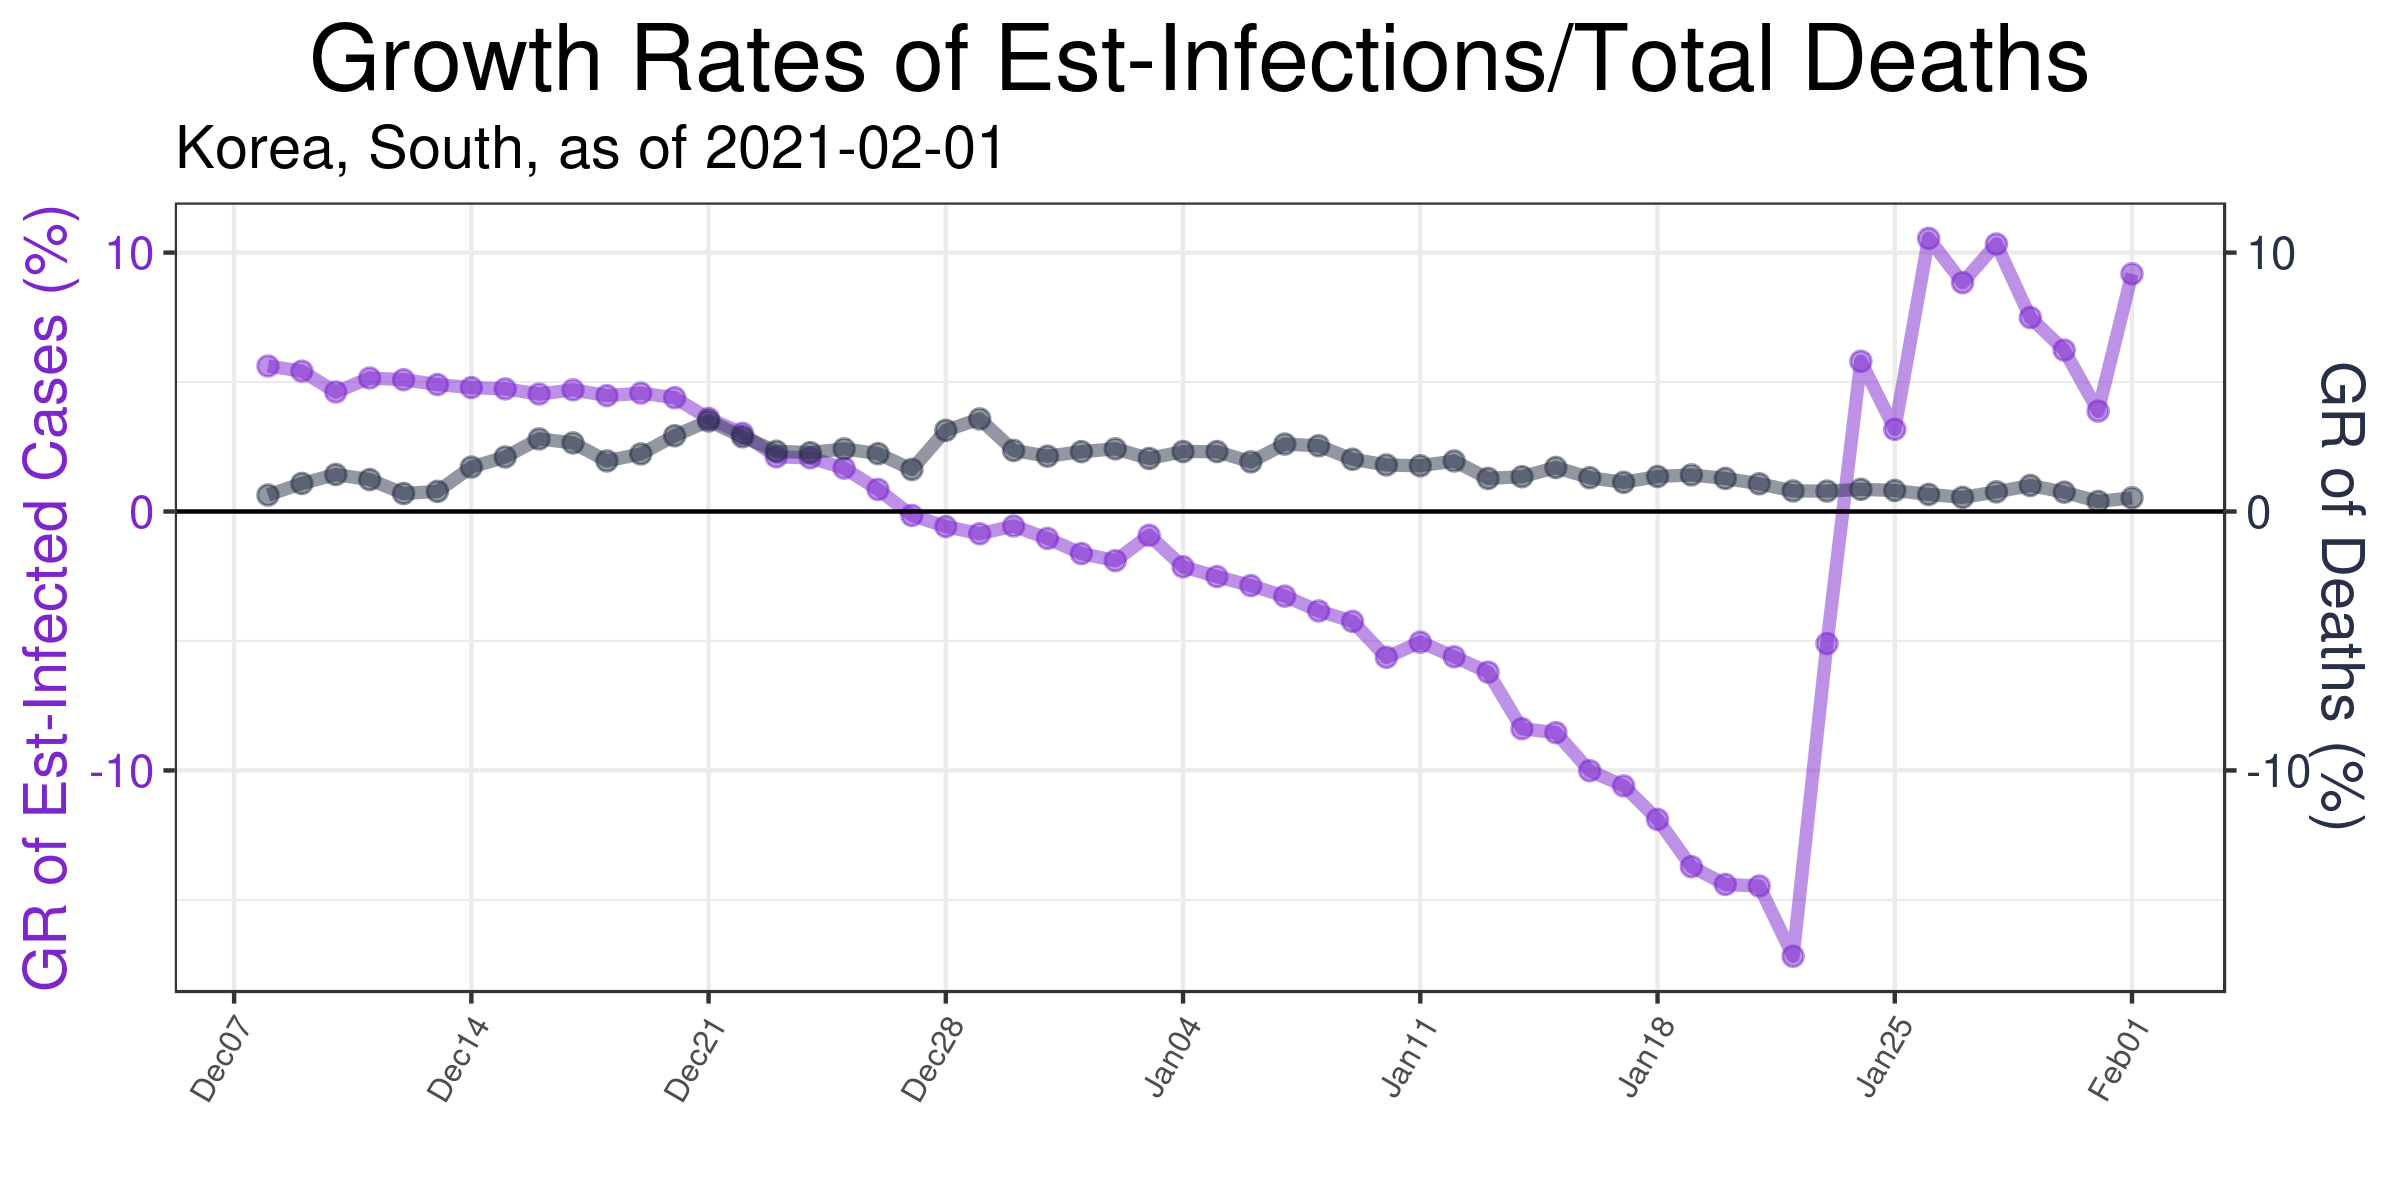 Growth Rates of Est-Infections/Total Deaths
Korea, South, as of 2021-02-01
GR of Est-Infected Cases (%)
10
0
-10
10
0
-10
GR of Deaths (%)
Dec07
Dec14
Dec21
Dec28
Jan04
Jan11
Jan18
Jan25
Feb01